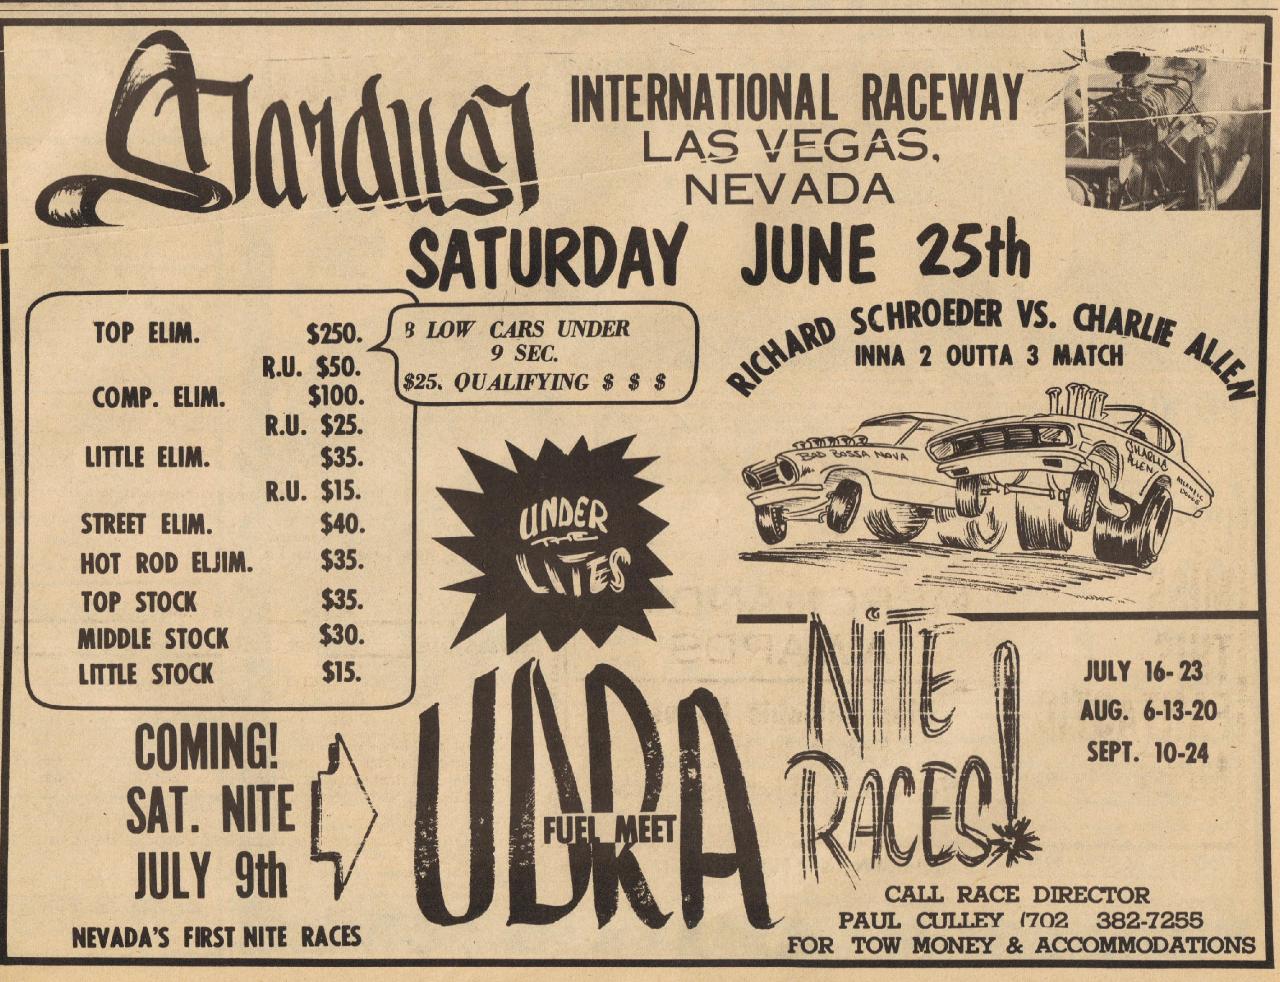 Stardust
INTERNATIONAL RACEWAY
LAS VEGAS,
NEVADA
SATURDAY JUNE 25th
TOP ELIM. $250.
R.U. $50.
COMP. ELIM. $100.
R.U. $25.
LITTLE ELIM. $35.
R.U. $15.
STREET ELIM. $40.
HOT ROD ELJIM. $35.
TOP STOCK $35.
MIDDLE STOCK $30.
LITTLE STOCK $15.
8 LOW CARS UNDER
9 SEC.
$25. QUALIFYING $ $ $
RICHARD SCHROEDER VS. CHARLIE ALLEN
INNA 2 OUTTA 3 MATCH
BAD BOSSA NOVA
CHARLIE
ALLEN
DODGE
UNDER
THE
LITES
COMING!
SAT. NITE
JULY 9th
NEVADA'S FIRST NITE RACES
UDRA
FUEL MEET
NITE
RACES!
JULY 16-23
AUG. 6-13-20
SEPT. 10-24
CALL RACE DIRECTOR
PAUL CULLEY (702 382-7255
FOR TOW MONEY & ACCOMMODATIONS